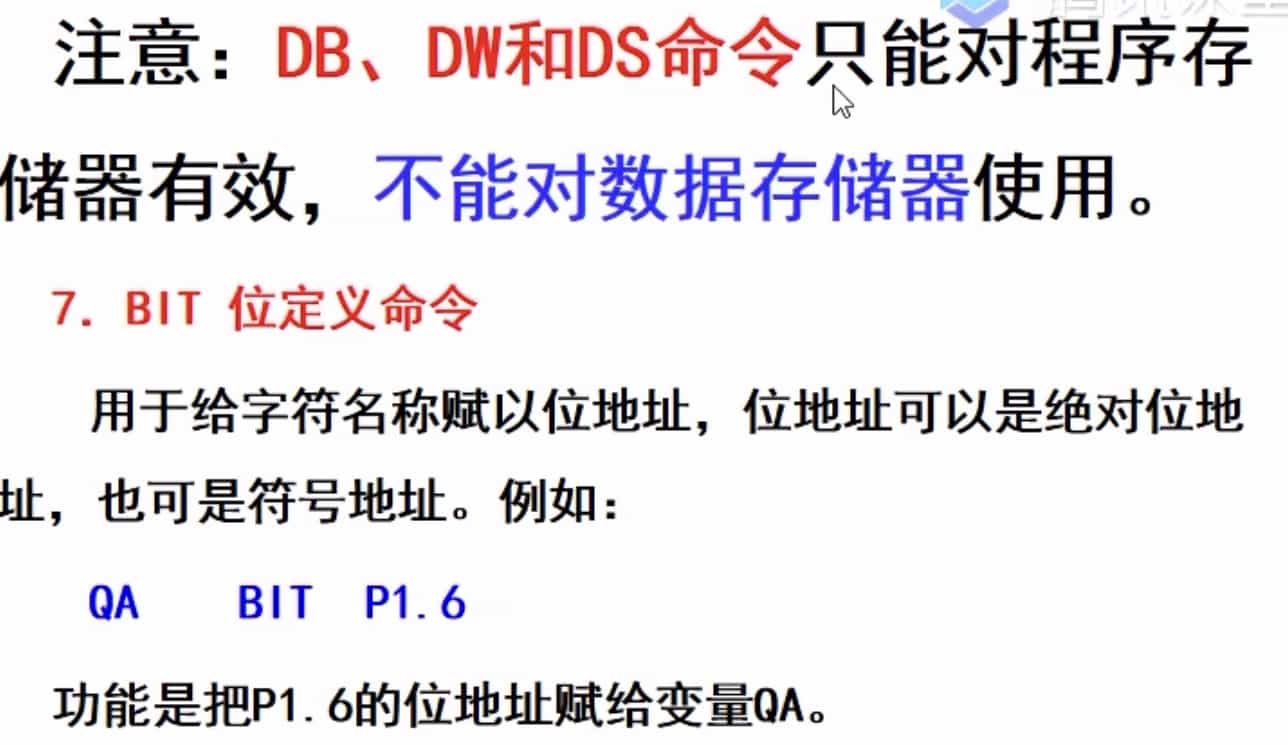 注意：DB、DW和DS命令只能对程序存
储器有效，不能对数据存储器使用。
7. BIT 位定义命令
用于给字符名称赋以位地址，位地址可以是绝对位地
址，也可是符号地址。例如：
QA BIT P1.6
功能是把P1.6的位地址赋给变量QA。